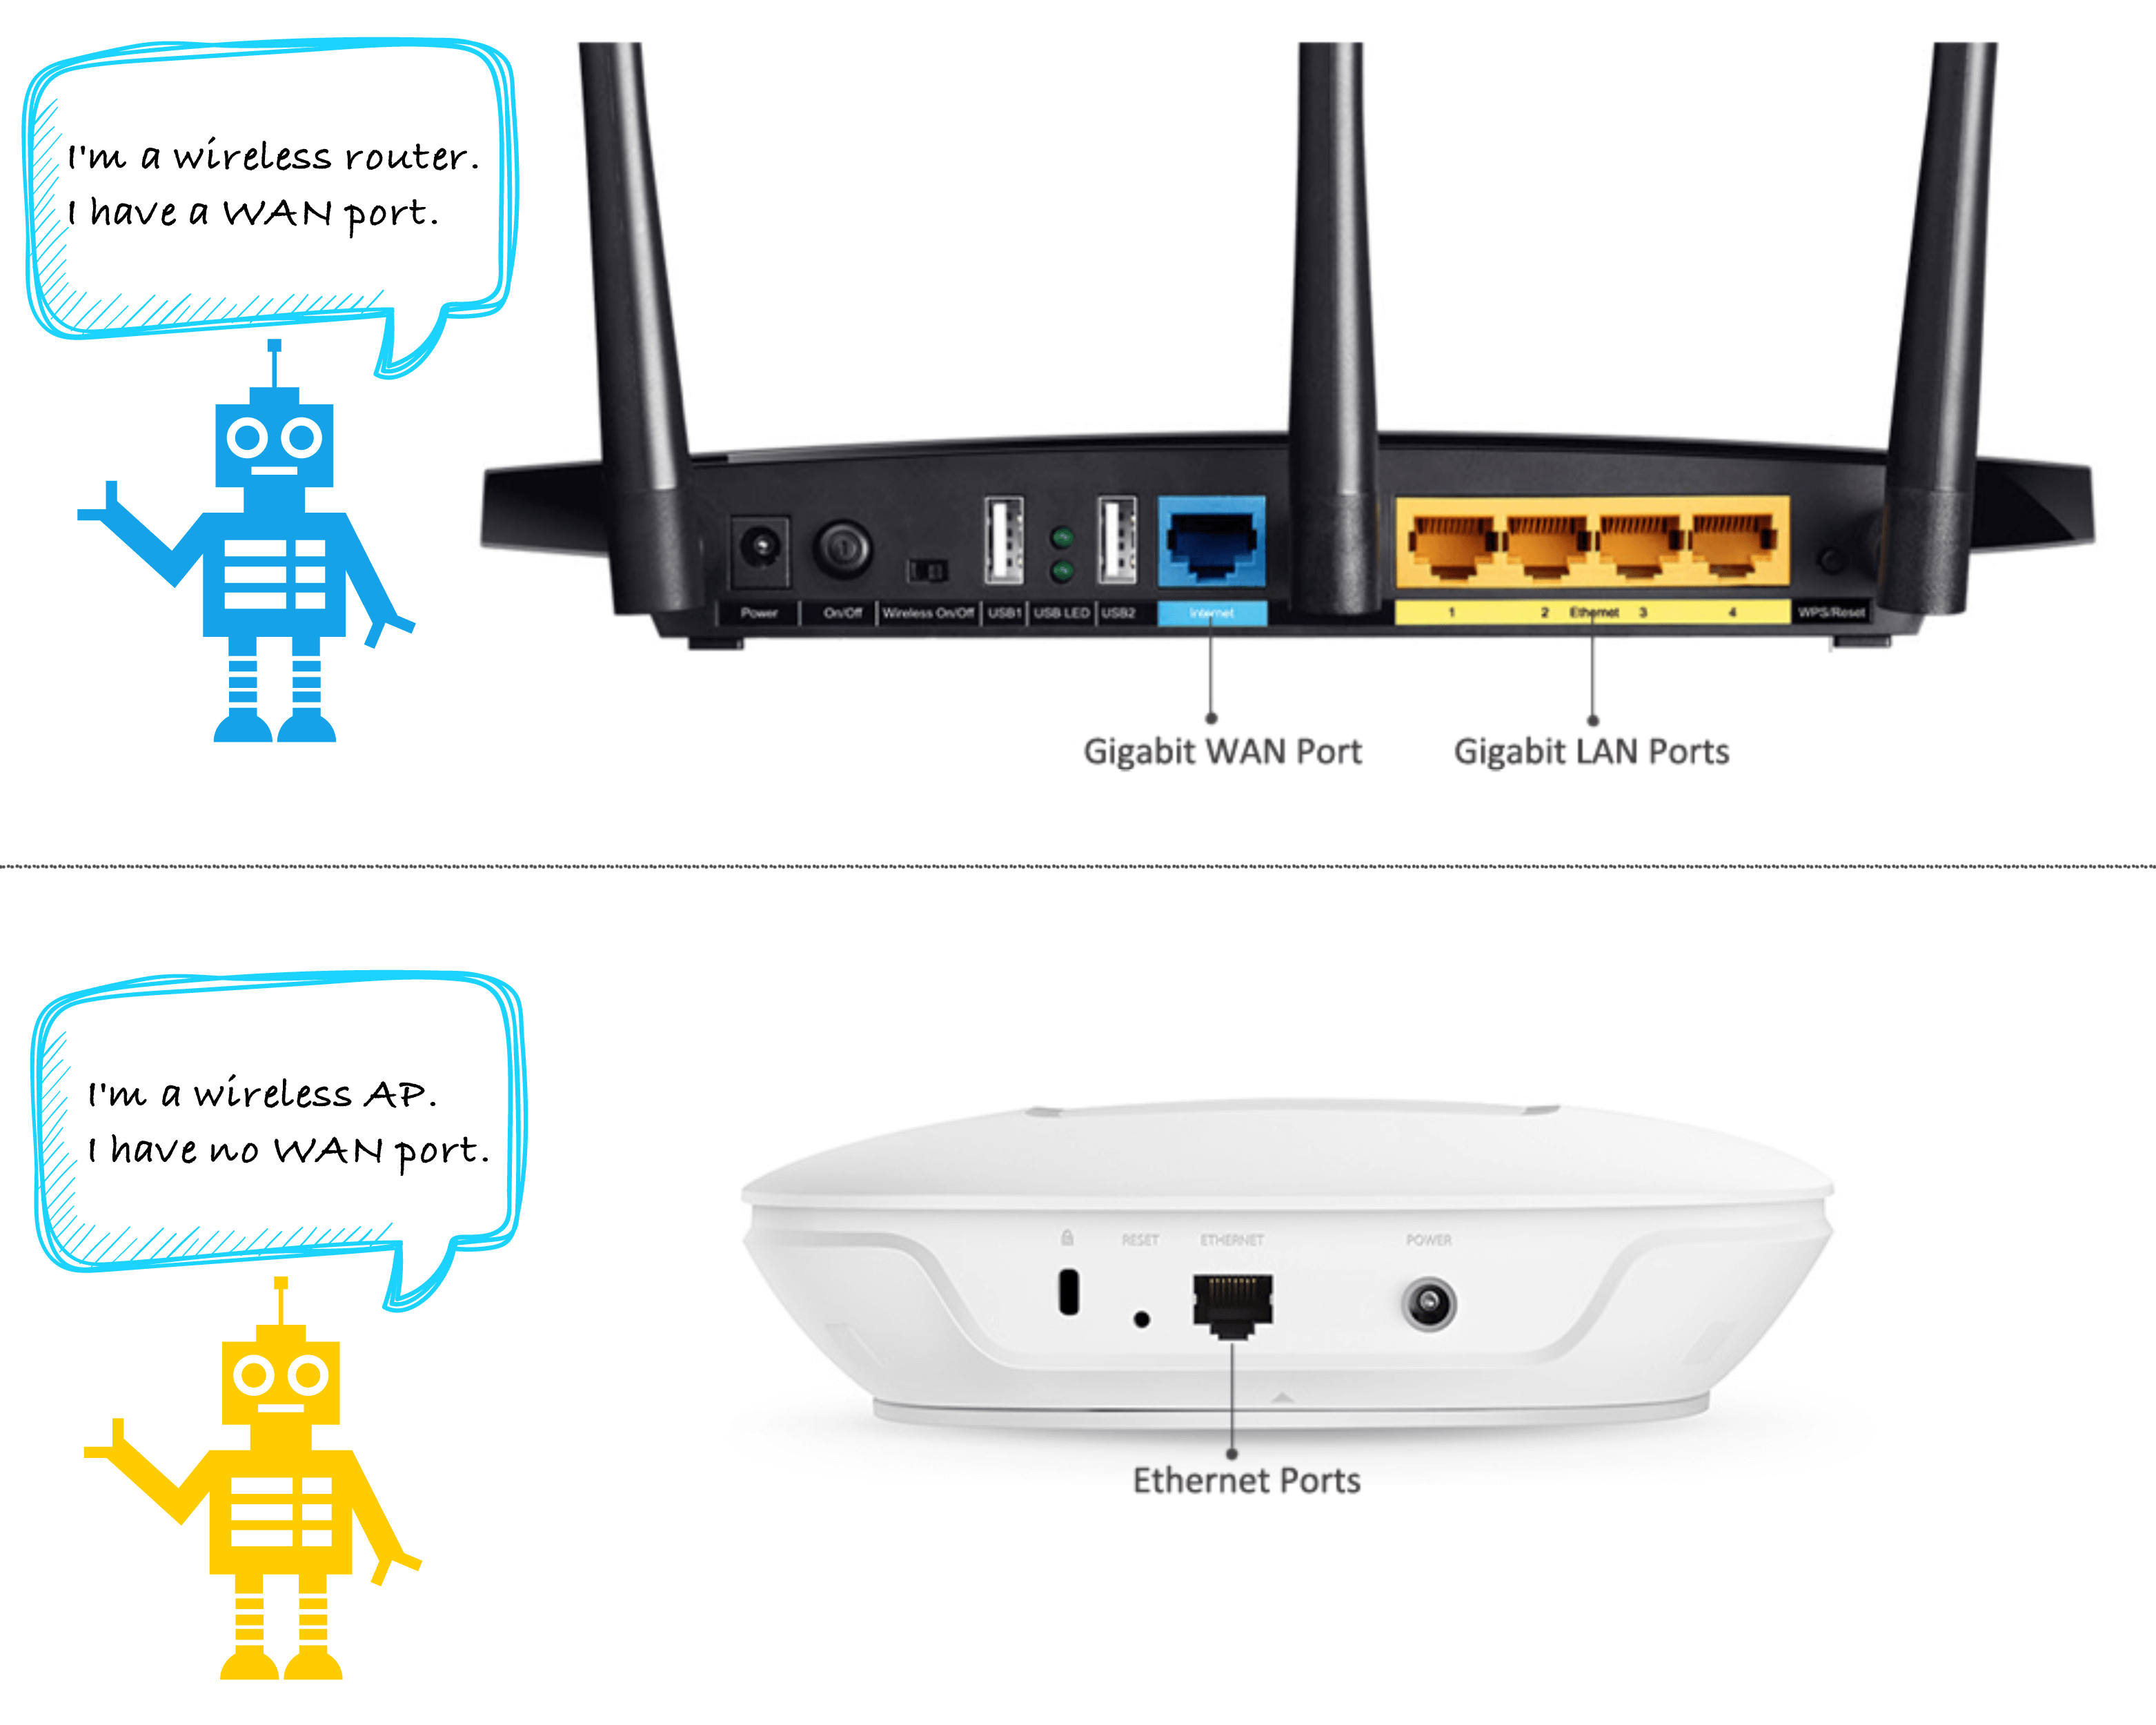 I'm a wireless router.
I have a WAN port.
Power On/Off Wireless On/Off USB1 USB LED USB2 Internet 1 2 Ethernet 3 4 WPS/Reset
Gigabit WAN Port Gigabit LAN Ports
I'm a wireless AP.
I have no WAN port.
RESET ETHERNET POWER
Ethernet Ports